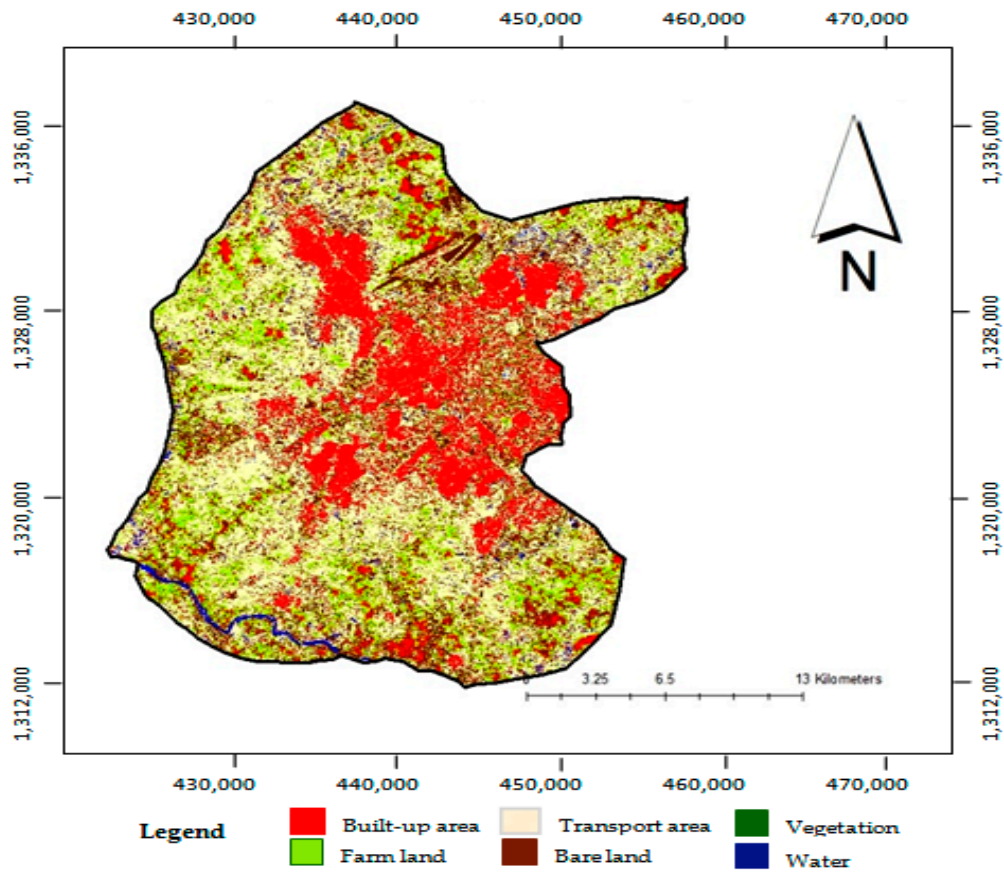 430,000 440,000 450,000 460,000 470,000
1,336,000 1,336,000
N
1,328,000 1,328,000
1,320,000 1,320,000
3.25 6.5 13 Kilometers
1,312,000 1,312,000
430,000 440,000 450,000 460,000 470,000
Legend Built-up area Transport area Vegetation
Farm land Bare land Water